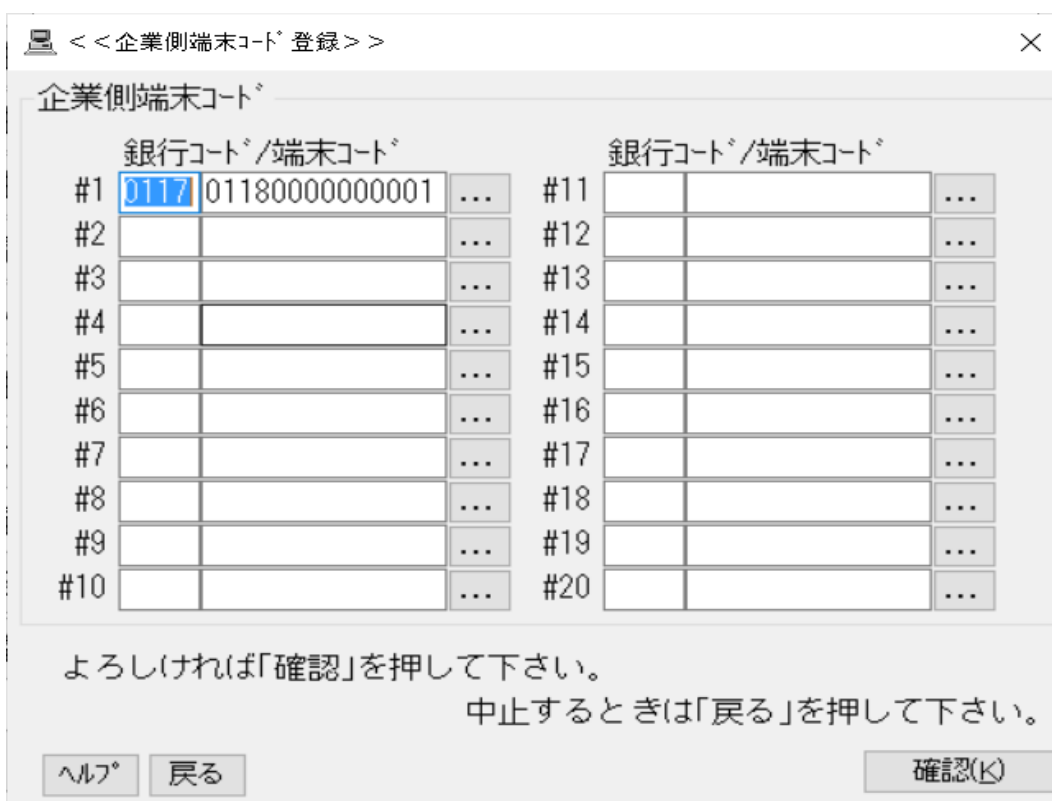 <<企業側端末ｺｰﾄﾞ登録>>
企業側端末ｺｰﾄﾞ
銀行ｺｰﾄﾞ/端末ｺｰﾄﾞ 銀行ｺｰﾄﾞ/端末ｺｰﾄﾞ
#1 0117 01180000000001 ... #11 ...
#2 ... #12 ...
#3 ... #13 ...
#4 ... #14 ...
#5 ... #15 ...
#6 ... #16 ...
#7 ... #17 ...
#8 ... #18 ...
#9 ... #19 ...
#10 ... #20 ...
よろしければ｢確認｣を押して下さい。
中止するときは｢戻る｣を押して下さい。
ﾍﾙﾌﾟ 戻る 確認(K)